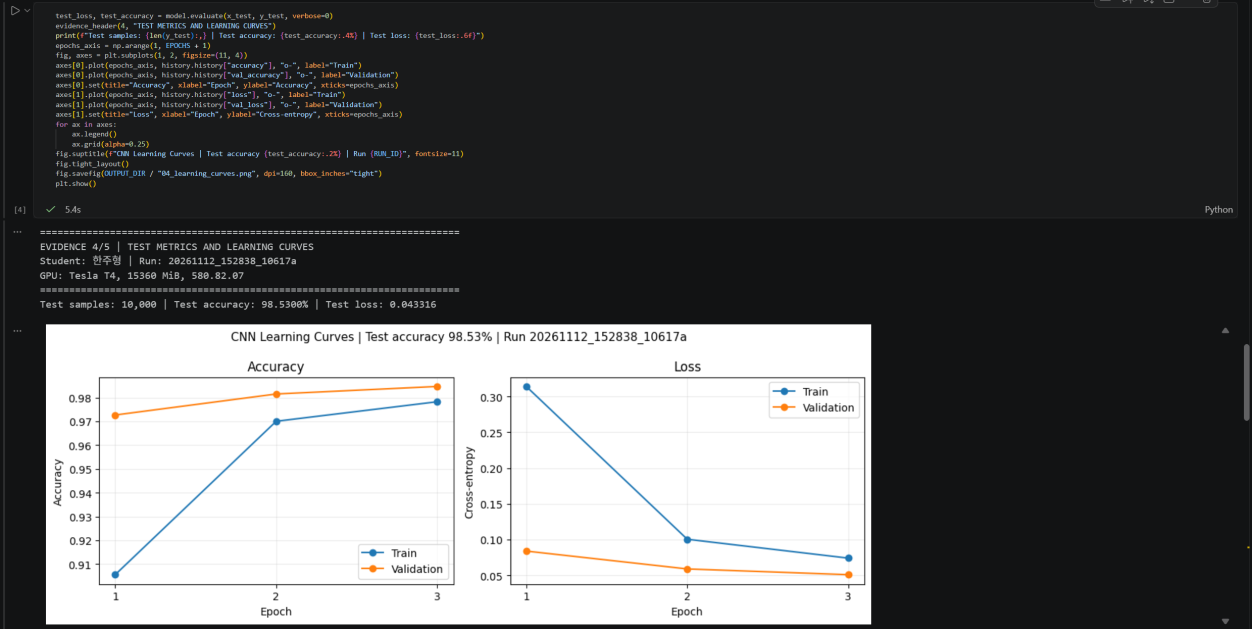 test_loss, test_accuracy = model.evaluate(x_test, y_test, verbose=0)
evidence_header(4, "TEST METRICS AND LEARNING CURVES")
print(f"Test samples: {len(y_test):,} | Test accuracy: {test_accuracy:.4%} | Test loss: {test_loss:.6f}")
epochs_axis = np.arange(1, EPOCHS + 1)
fig, axes = plt.subplots(1, 2, figsize=(11, 4))
axes[0].plot(epochs_axis, history.history["accuracy"], "o-", label="Train")
axes[0].plot(epochs_axis, history.history["val_accuracy"], "o-", label="Validation")
axes[0].set(title="Accuracy", xlabel="Epoch", ylabel="Accuracy", xticks=epochs_axis)
axes[1].plot(epochs_axis, history.history["loss"], "o-", label="Train")
axes[1].plot(epochs_axis, history.history["val_loss"], "o-", label="Validation")
axes[1].set(title="Loss", xlabel="Epoch", ylabel="Cross-entropy", xticks=epochs_axis)
for ax in axes:
    ax.legend()
    ax.grid(alpha=0.25)
fig.suptitle(f"CNN Learning Curves | Test accuracy {test_accuracy:.2%} | Run {RUN_ID}", fontsize=11)
fig.tight_layout()
fig.savefig(OUTPUT_DIR / "04_learning_curves.png", dpi=160, bbox_inches="tight")
plt.show()
[4] 5.4s Python
========================================================================
EVIDENCE 4/5 | TEST METRICS AND LEARNING CURVES
Student: 한주형 | Run: 20261112_152838_10617a
GPU: Tesla T4, 15360 MiB, 580.82.07
========================================================================
Test samples: 10,000 | Test accuracy: 98.5300% | Test loss: 0.043316
CNN Learning Curves | Test accuracy 98.53% | Run 20261112_152838_10617a
Accuracy
0.98
0.97
0.96
0.95
0.94
0.93
0.92
0.91
Accuracy
Train
Validation
1 2 3
Epoch
Loss
0.30
0.25
0.20
0.15
0.10
0.05
Cross-entropy
Train
Validation
1 2 3
Epoch